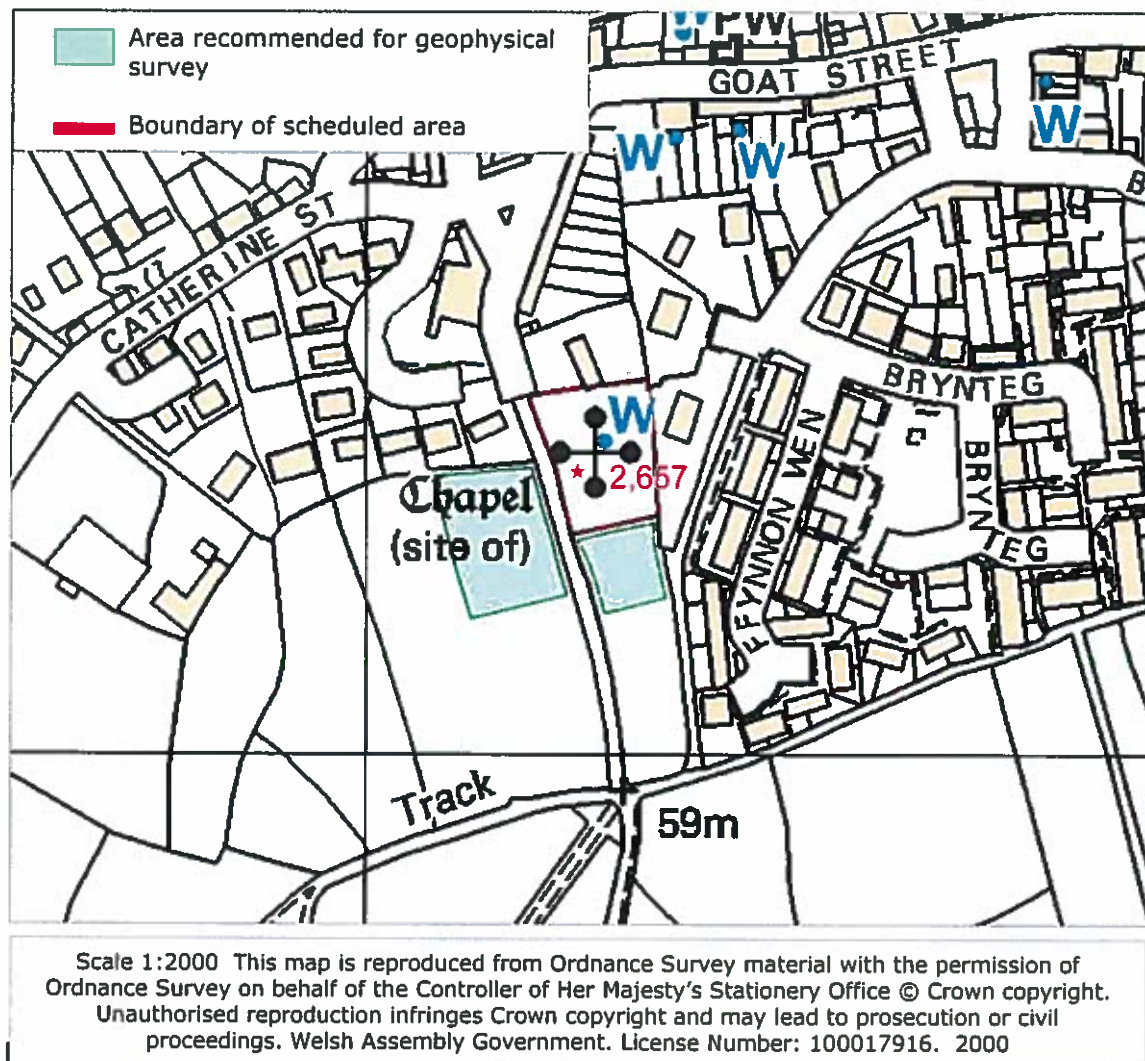 Area recommended for geophysical
survey
Boundary of scheduled area
W
PW
GOAT STREET
W
W
W
B
CATHERINE ST
BRYNTEG
W
2,657
Chapel
(site of)
FFYNNON WEN
BRYN
TEG
Track
59m
Scale 1:2000 This map is reproduced from Ordnance Survey material with the permission of
Ordnance Survey on behalf of the Controller of Her Majesty's Stationery Office © Crown copyright.
Unauthorised reproduction infringes Crown copyright and may lead to prosecution or civil
proceedings. Welsh Assembly Government. License Number: 100017916. 2000